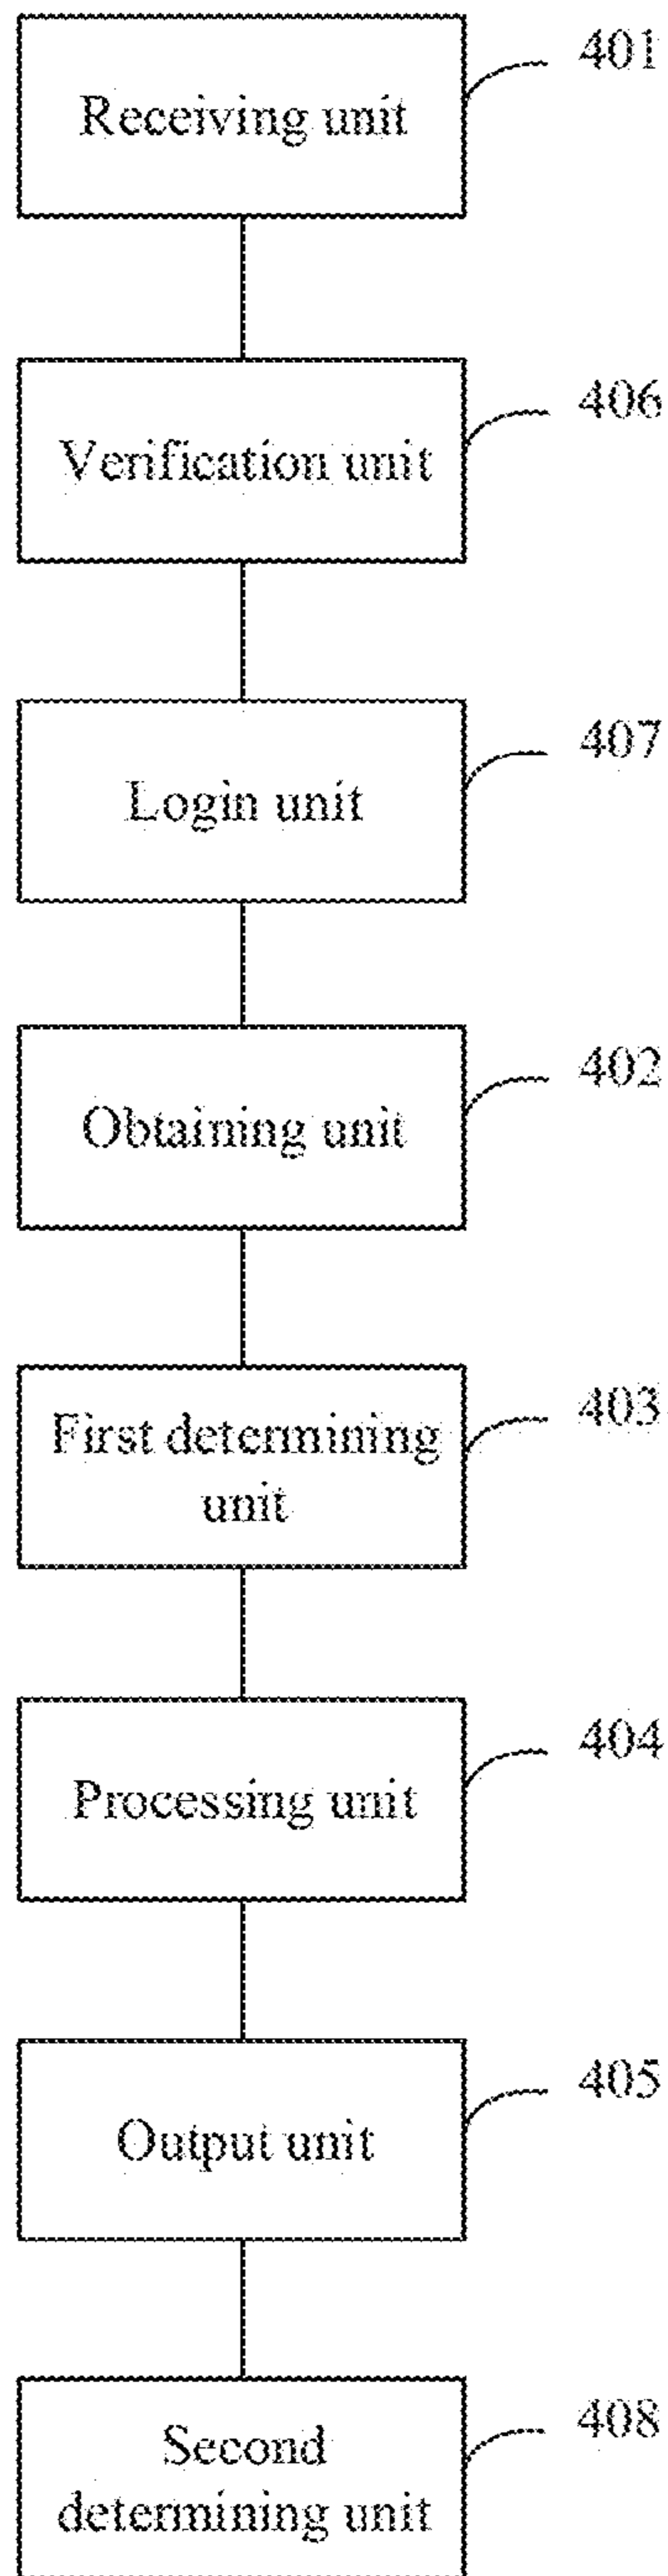 401
Receiving unit
406
Verification unit
407
Login unit
402
Obtaining unit
403
First determining
unit
404
Processing unit
405
Output unit
408
Second
determining unit